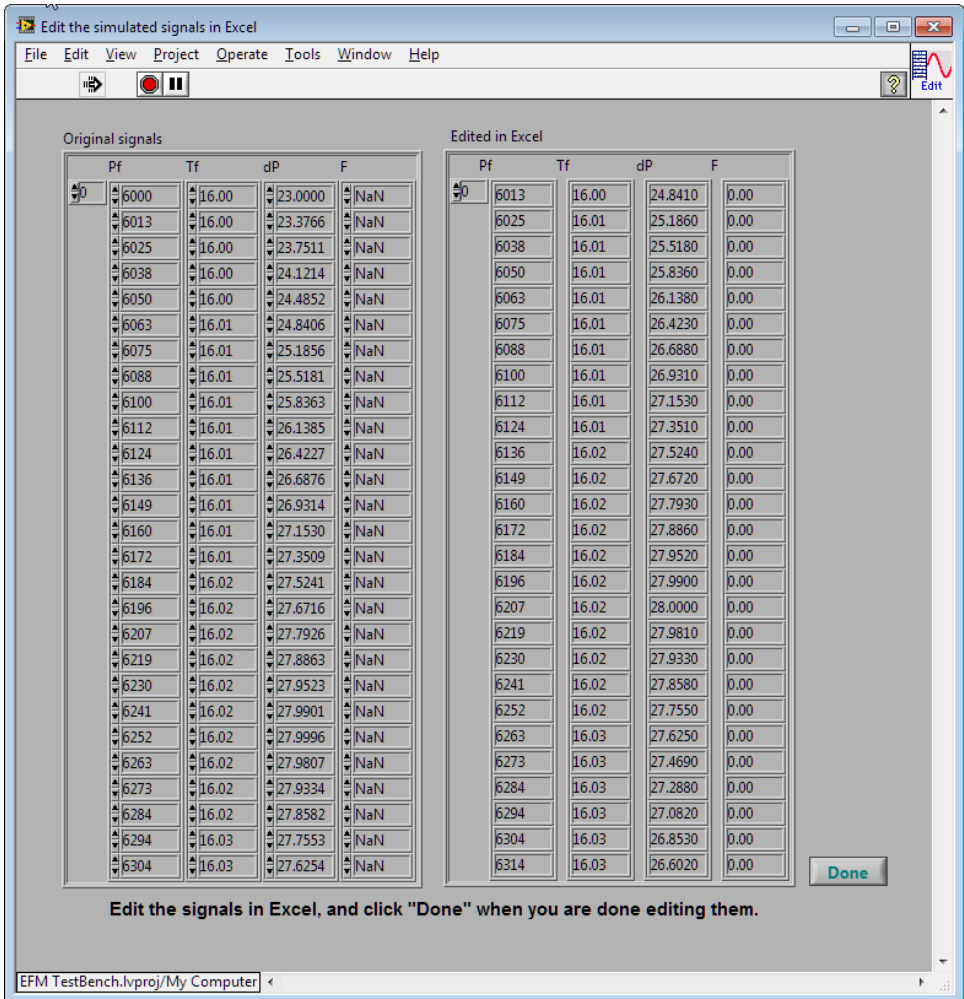 Edit the simulated signals in Excel
File Edit View Project Operate Tools Window Help
Edit
Original signals
Pf Tf dP F
0 6000 16.00 23.0000 NaN
6013 16.00 23.3766 NaN
6025 16.00 23.7511 NaN
6038 16.00 24.1214 NaN
6050 16.00 24.4852 NaN
6063 16.01 24.8406 NaN
6075 16.01 25.1856 NaN
6088 16.01 25.5181 NaN
6100 16.01 25.8363 NaN
6112 16.01 26.1385 NaN
6124 16.01 26.4227 NaN
6136 16.01 26.6876 NaN
6149 16.01 26.9314 NaN
6160 16.01 27.1530 NaN
6172 16.01 27.3509 NaN
6184 16.02 27.5241 NaN
6196 16.02 27.6716 NaN
6207 16.02 27.7926 NaN
6219 16.02 27.8863 NaN
6230 16.02 27.9523 NaN
6241 16.02 27.9901 NaN
6252 16.02 27.9996 NaN
6263 16.02 27.9807 NaN
6273 16.02 27.9334 NaN
6284 16.02 27.8582 NaN
6294 16.03 27.7553 NaN
6304 16.03 27.6254 NaN
Edited in Excel
Pf Tf dP F
0 6013 16.00 24.8410 0.00
6025 16.01 25.1860 0.00
6038 16.01 25.5180 0.00
6050 16.01 25.8360 0.00
6063 16.01 26.1380 0.00
6075 16.01 26.4230 0.00
6088 16.01 26.6880 0.00
6100 16.01 26.9310 0.00
6112 16.01 27.1530 0.00
6124 16.01 27.3510 0.00
6136 16.02 27.5240 0.00
6149 16.02 27.6720 0.00
6160 16.02 27.7930 0.00
6172 16.02 27.8860 0.00
6184 16.02 27.9520 0.00
6196 16.02 27.9900 0.00
6207 16.02 28.0000 0.00
6219 16.02 27.9810 0.00
6230 16.02 27.9330 0.00
6241 16.02 27.8580 0.00
6252 16.02 27.7550 0.00
6263 16.03 27.6250 0.00
6273 16.03 27.4690 0.00
6284 16.03 27.2880 0.00
6294 16.03 27.0820 0.00
6304 16.03 26.8530 0.00
6314 16.03 26.6020 0.00
Done
Edit the signals in Excel, and click "Done" when you are done editing them.
EFM TestBench.lvproj/My Computer